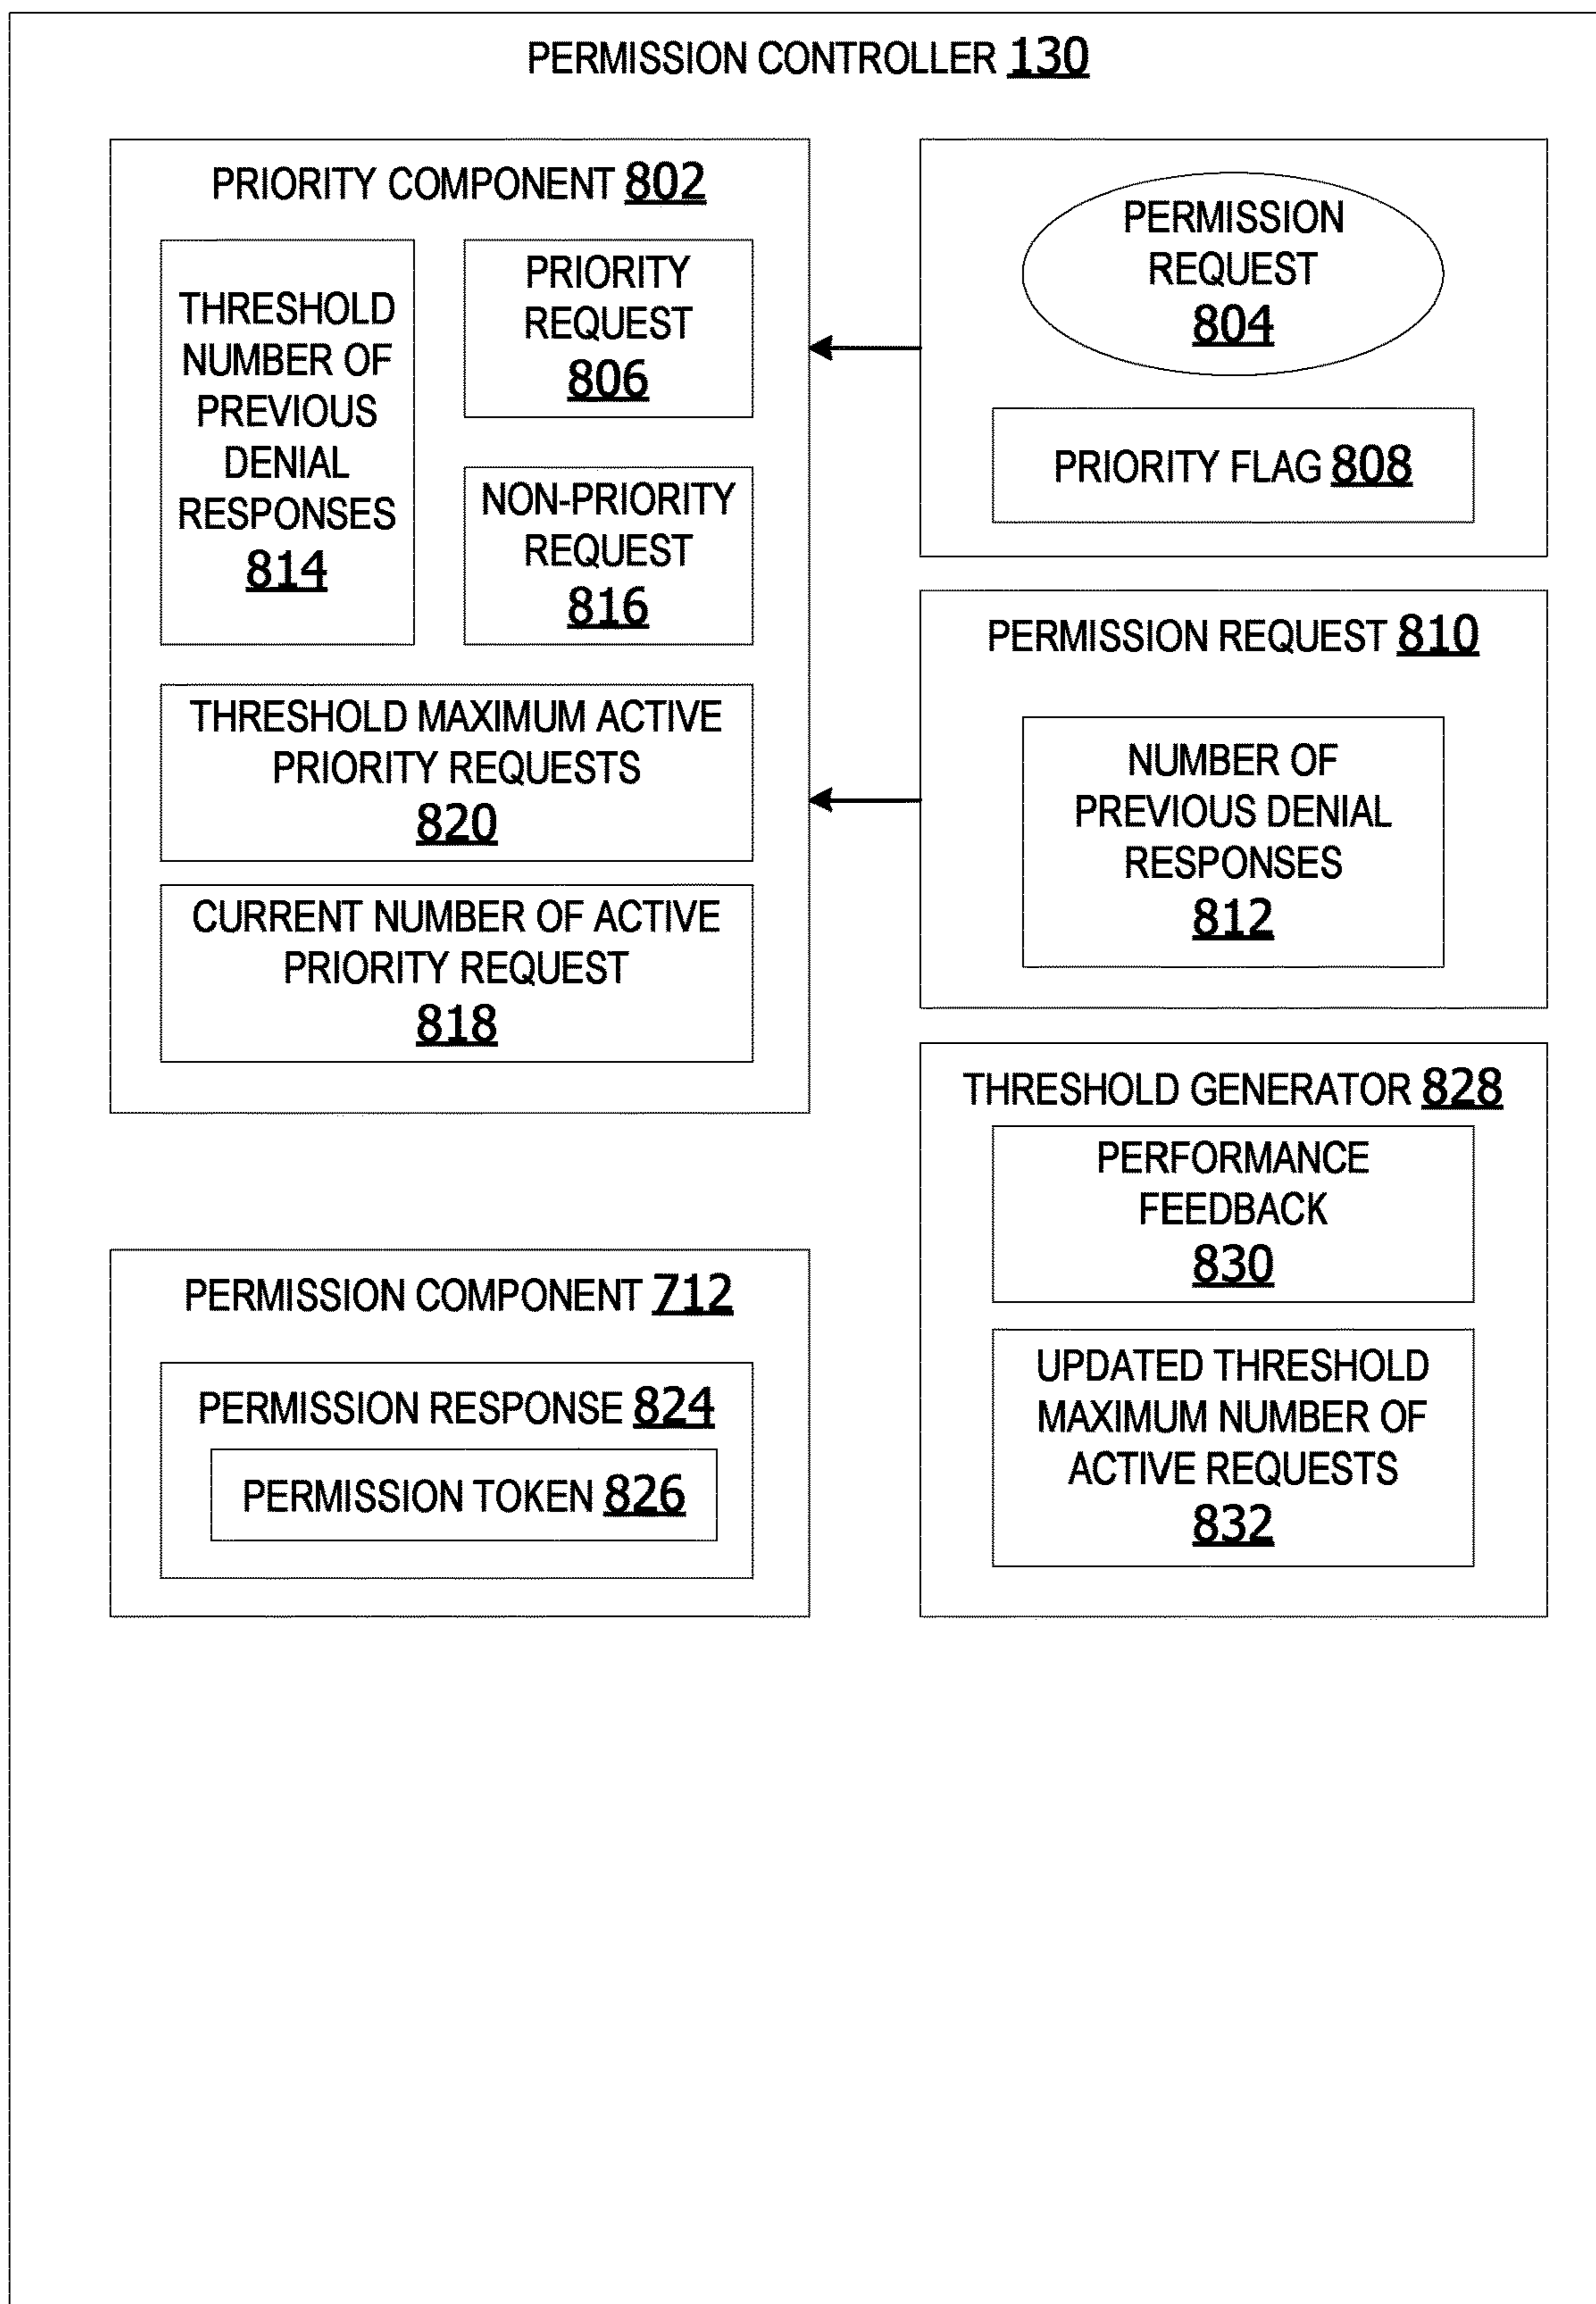 PERMISSION CONTROLLER 130
PRIORITY COMPONENT 802
THRESHOLD
NUMBER OF
PREVIOUS
DENIAL
RESPONSES
814
PRIORITY
REQUEST
806
NON-PRIORITY
REQUEST
816
THRESHOLD MAXIMUM ACTIVE
PRIORITY REQUESTS
820
CURRENT NUMBER OF ACTIVE
PRIORITY REQUEST
818
PERMISSION
REQUEST
804
PRIORITY FLAG 808
PERMISSION REQUEST 810
NUMBER OF
PREVIOUS DENIAL
RESPONSES
812
PERMISSION COMPONENT 712
PERMISSION RESPONSE 824
PERMISSION TOKEN 826
THRESHOLD GENERATOR 828
PERFORMANCE
FEEDBACK
830
UPDATED THRESHOLD
MAXIMUM NUMBER OF
ACTIVE REQUESTS
832